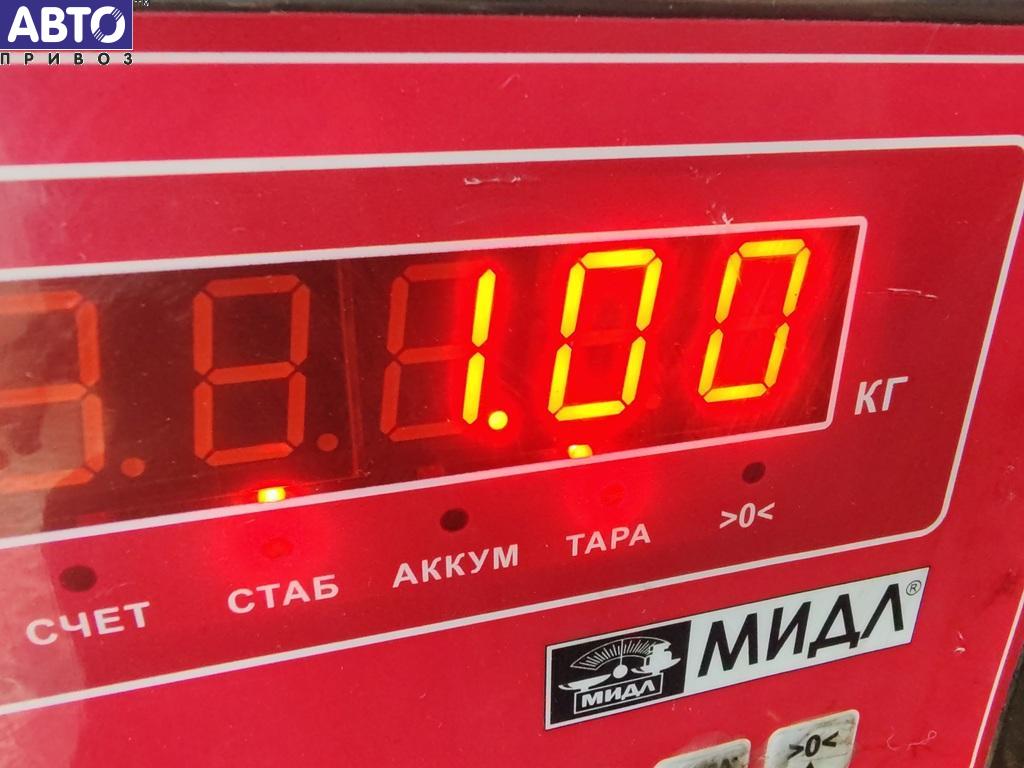 АВТО
ПРИВОЗ
1.00
КГ
СЧЕТ СТАБ АККУМ ТАРА >0<
МИДЛ МИДЛ®
>0<